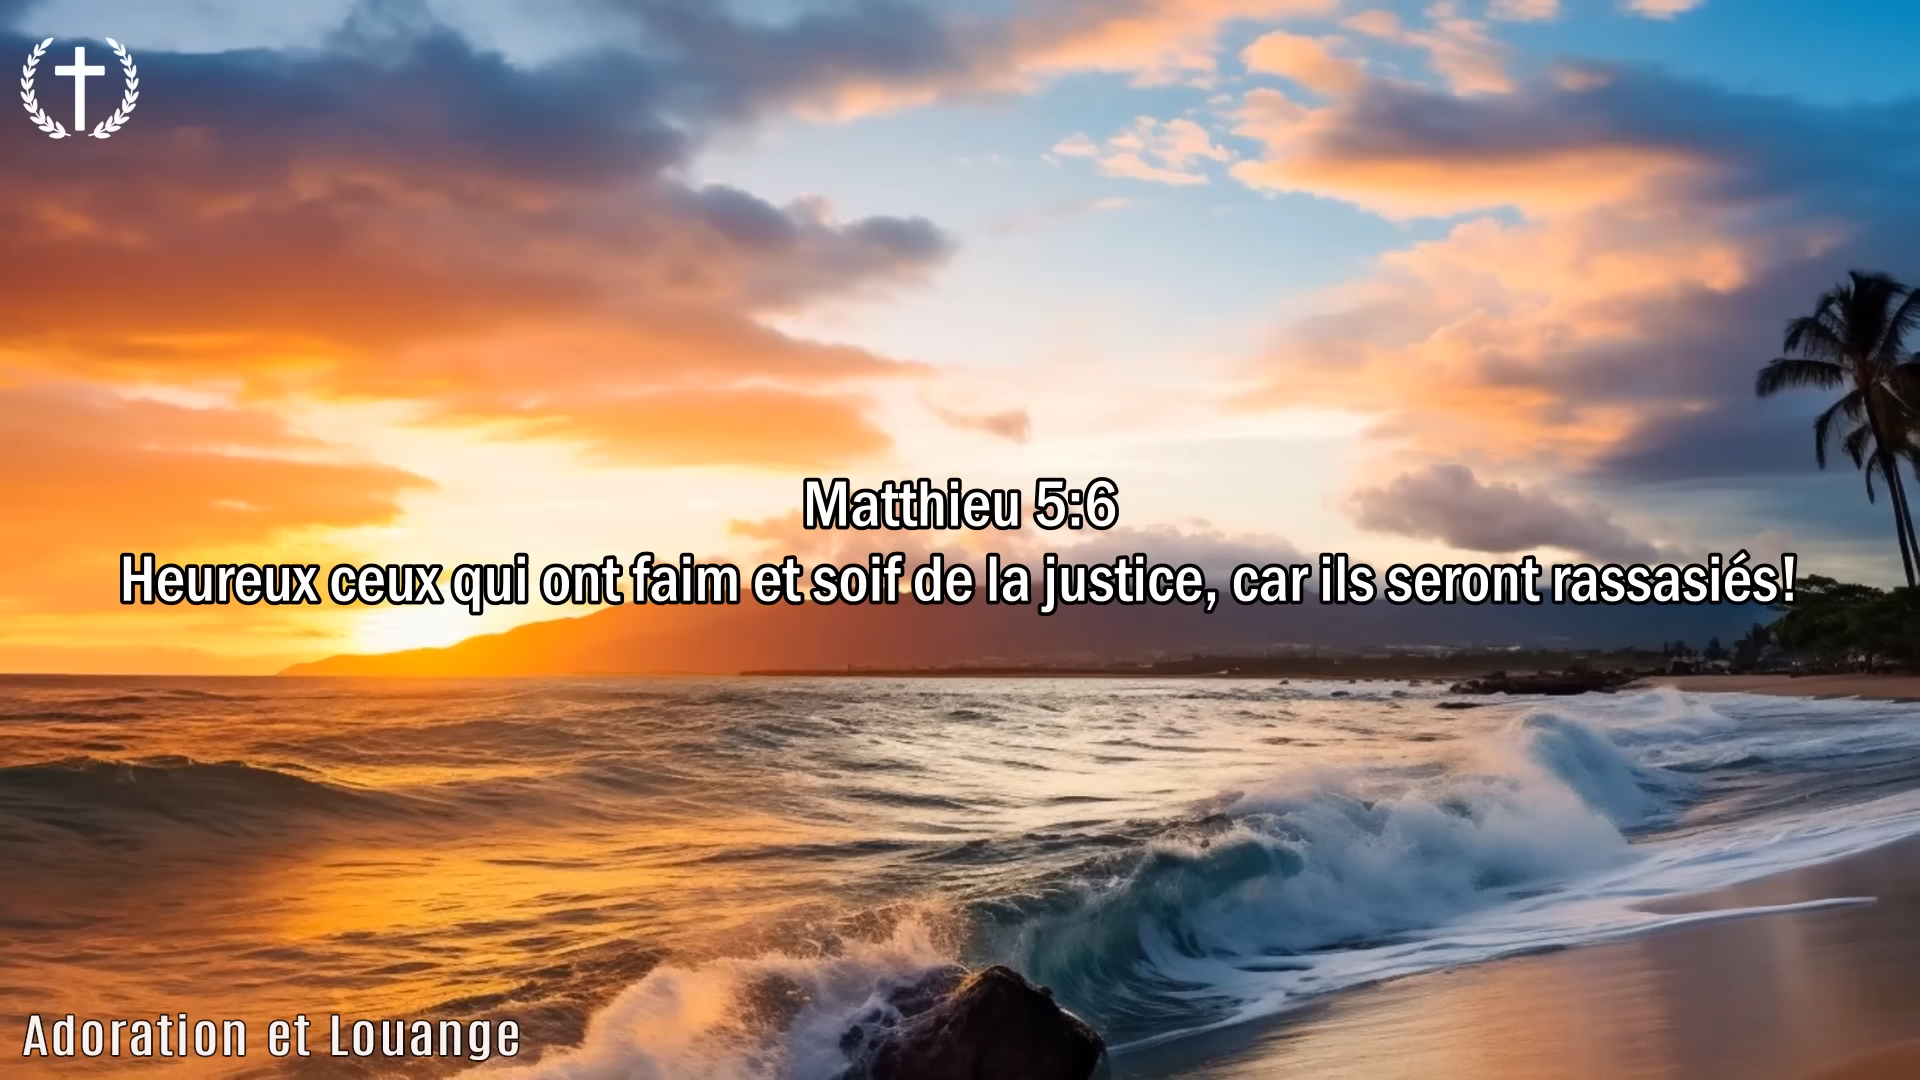 Matthieu 5:6
Heureux ceux qui ont faim et soif de la justice, car ils seront rassasiés!
Adoration et Louange